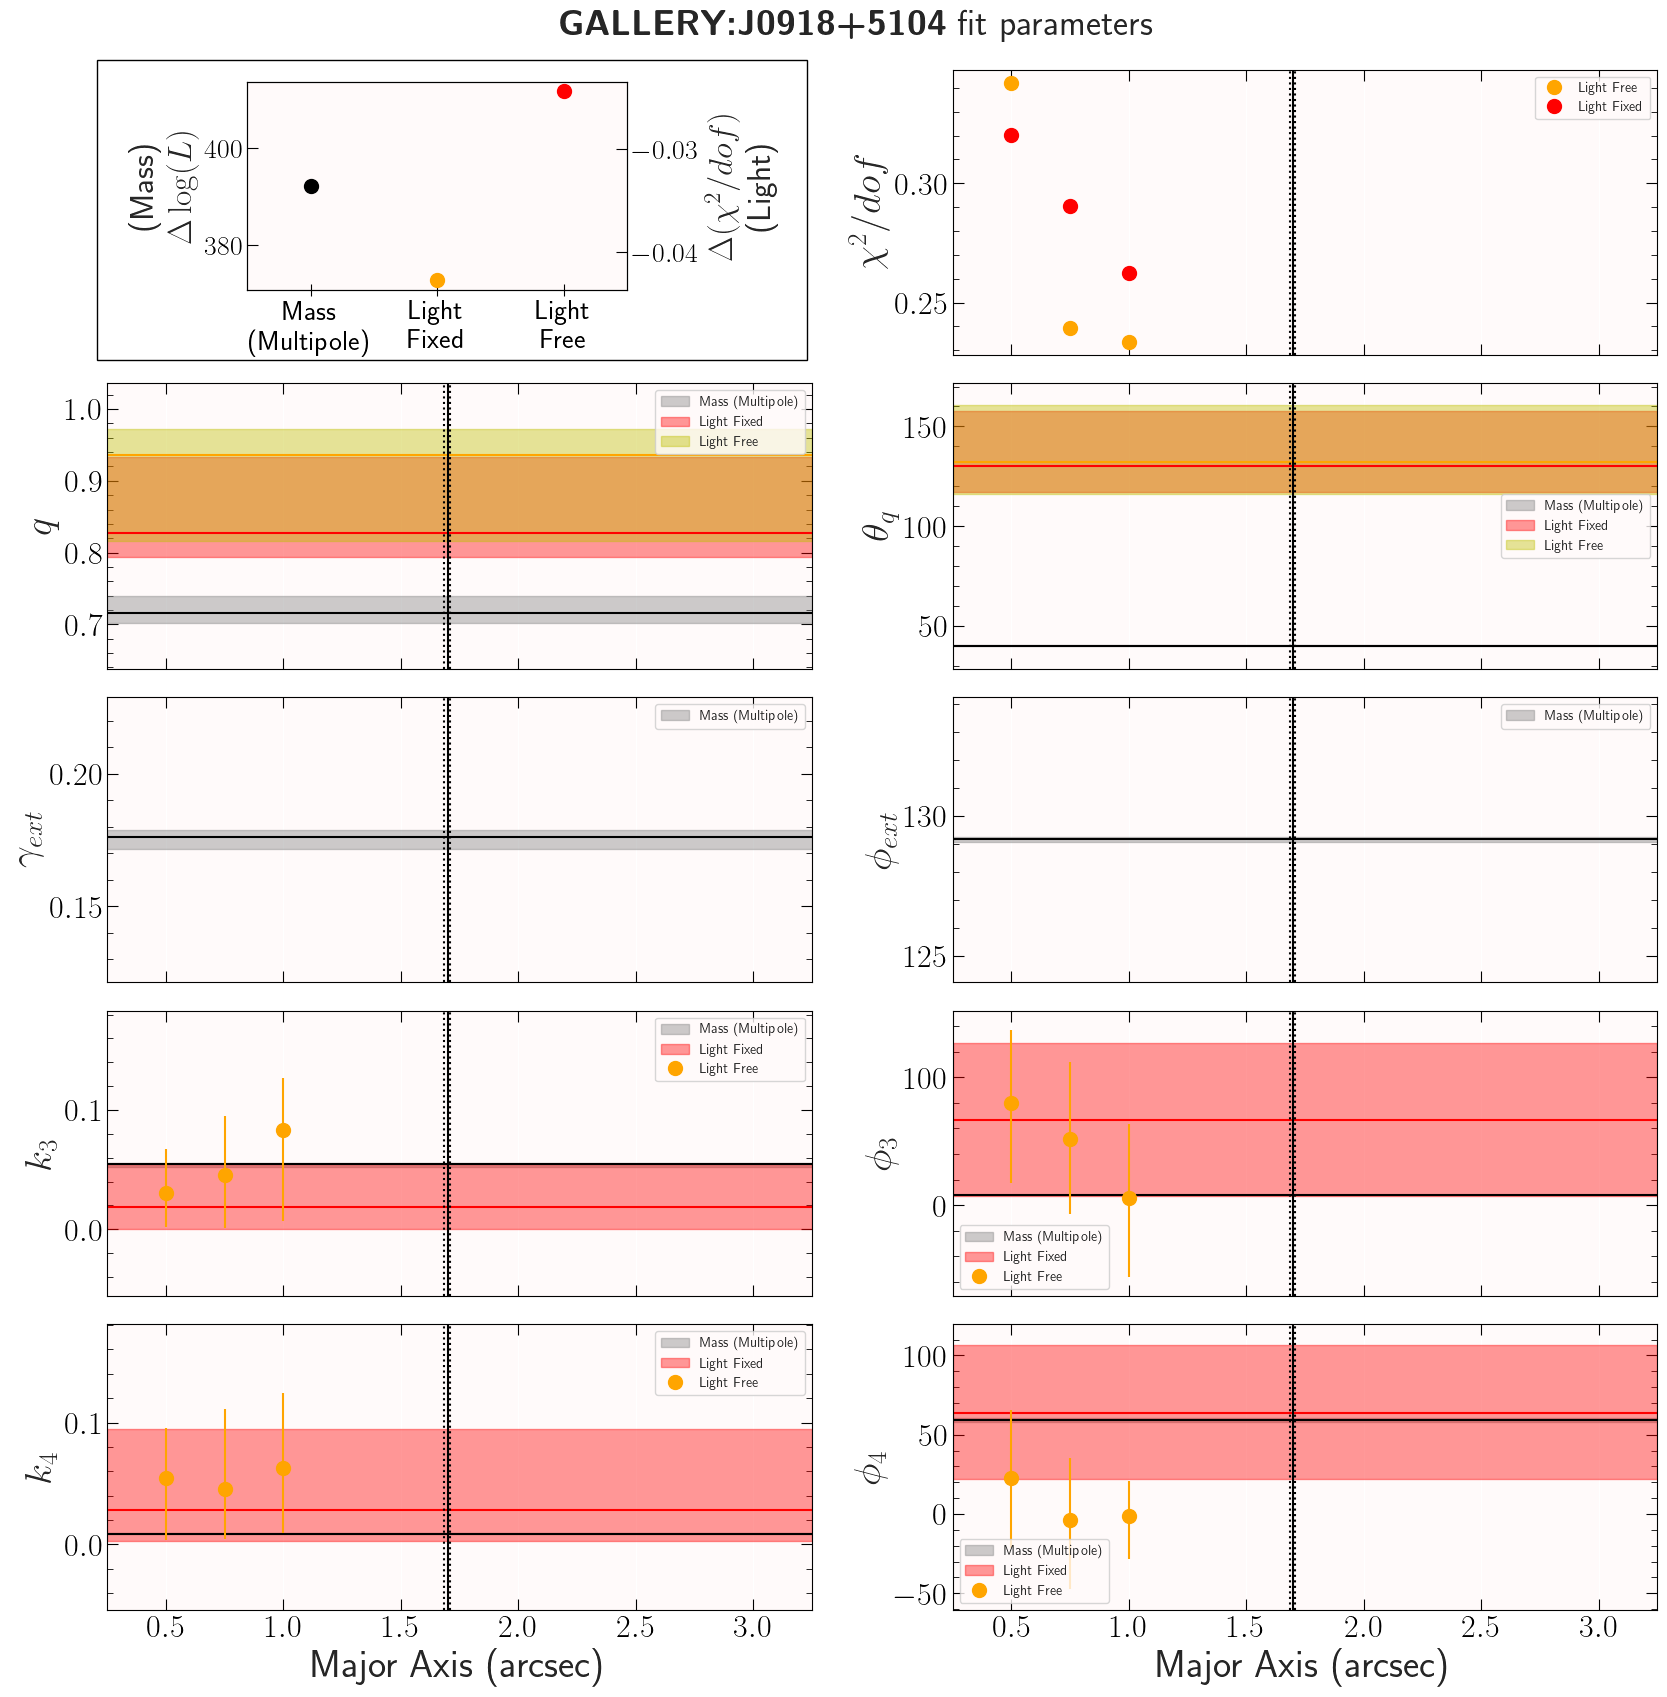 GALLERY:J0918+5104 fit parameters
(Mass)
Δ log(L)
400
380
−0.03
−0.04
Δ(χ²/dof)
(Light)
Mass
(Multipole)
Light
Fixed
Light
Free
χ²/dof
0.30
0.25
Light Free
Light Fixed
q
1.0
0.9
0.8
0.7
Mass (Multipole)
Light Fixed
Light Free
θ_q
150
100
50
Mass (Multipole)
Light Fixed
Light Free
γ_ext
0.20
0.15
Mass (Multipole)
ϕ_ext
130
125
Mass (Multipole)
k_3
0.1
0.0
Mass (Multipole)
Light Fixed
Light Free
ϕ_3
100
0
Mass (Multipole)
Light Fixed
Light Free
k_4
0.1
0.0
Mass (Multipole)
Light Fixed
Light Free
0.5 1.0 1.5 2.0 2.5 3.0
Major Axis (arcsec)
ϕ_4
100
50
0
−50
Mass (Multipole)
Light Fixed
Light Free
0.5 1.0 1.5 2.0 2.5 3.0
Major Axis (arcsec)